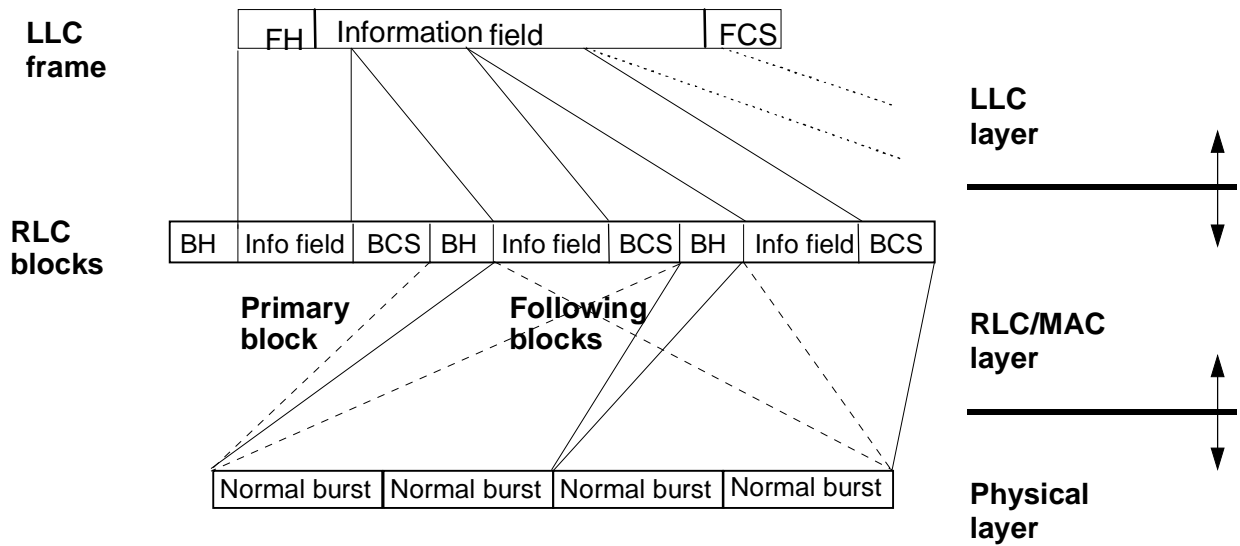 LLC
frame
FH
Information field
FCS
LLC
layer
RLC
blocks
BH
Info field
BCS
BH
Info field
BCS
BH
Info field
BCS
Primary
block
Following
blocks
RLC/MAC
layer
Normal burst
Normal burst
Normal burst
Normal burst
Physical
layer